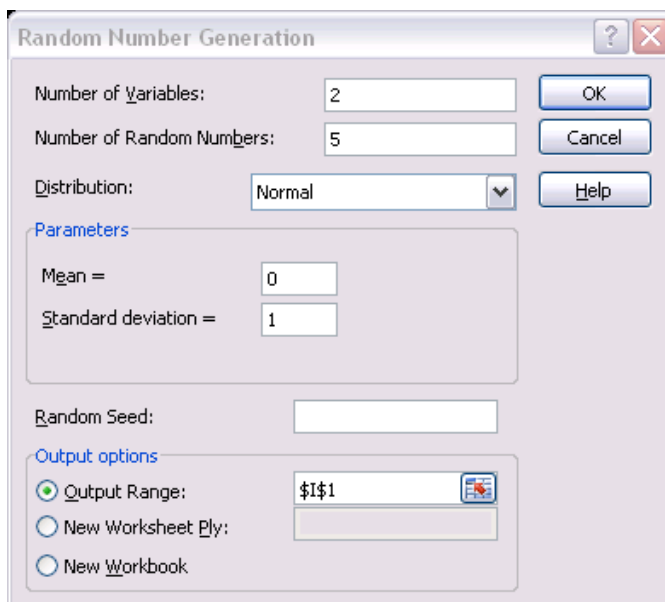 Random Number Generation
Number of Variables: 2 OK
Number of Random Numbers: 5 Cancel
Distribution: Normal Help
Parameters
Mean = 0
Standard deviation = 1
Random Seed:
Output options
Output Range: $I$1
New Worksheet Ply:
New Workbook